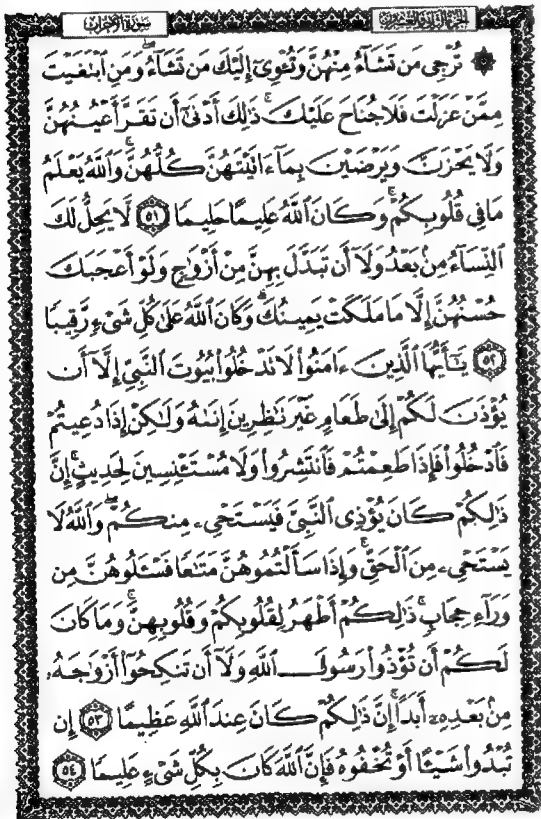 سورة الأحزاب
الجزء الثاني والعشرون
۞ تُرْجِي مَن تَشَآءُ مِنْهُنَّ وَتُـْٔوِىٓ إِلَيْكَ مَن تَشَآءُۖ وَمَنِ ٱبْتَغَيْتَ
مِمَّنْ عَزَلْتَ فَلَا جُنَاحَ عَلَيْكَۚ ذَٰلِكَ أَدْنَىٰٓ أَن تَقَرَّ أَعْيُنُهُنَّ
وَلَا يَحْزَنَّ وَيَرْضَيْنَ بِمَآ ءَاتَيْتَهُنَّ كُلُّهُنَّۚ وَٱللَّهُ يَعْلَمُ
مَا فِى قُلُوبِكُمْۚ وَكَانَ ٱللَّهُ عَلِيمًا حَلِيمًا ۝٥١ لَّا يَحِلُّ لَكَ
ٱلنِّسَآءُ مِنۢ بَعْدُ وَلَآ أَن تَبَدَّلَ بِهِنَّ مِنْ أَزْوَٰجٍ وَلَوْ أَعْجَبَكَ
حُسْنُهُنَّ إِلَّا مَا مَلَكَتْ يَمِينُكَۗ وَكَانَ ٱللَّهُ عَلَىٰ كُلِّ شَىْءٍ رَّقِيبًا
۝٥٢ يَـٰٓأَيُّهَا ٱلَّذِينَ ءَامَنُوا۟ لَا تَدْخُلُوا۟ بُيُوتَ ٱلنَّبِىِّ إِلَّآ أَن
يُؤْذَنَ لَكُمْ إِلَىٰ طَعَامٍ غَيْرَ نَـٰظِرِينَ إِنَىٰهُ وَلَـٰكِنْ إِذَا دُعِيتُمْ
فَٱدْخُلُوا۟ فَإِذَا طَعِمْتُمْ فَٱنتَشِرُوا۟ وَلَا مُسْتَـْٔنِسِينَ لِحَدِيثٍۚ إِنَّ
ذَٰلِكُمْ كَانَ يُؤْذِى ٱلنَّبِىَّ فَيَسْتَحْىِۦ مِنكُمْۖ وَٱللَّهُ لَا
يَسْتَحْىِۦ مِنَ ٱلْحَقِّۚ وَإِذَا سَأَلْتُمُوهُنَّ مَتَـٰعًا فَسْـَٔلُوهُنَّ مِن
وَرَآءِ حِجَابٍۚ ذَٰلِكُمْ أَطْهَرُ لِقُلُوبِكُمْ وَقُلُوبِهِنَّۚ وَمَا كَانَ
لَكُمْ أَن تُؤْذُوا۟ رَسُولَ ٱللَّهِ وَلَآ أَن تَنكِحُوٓا۟ أَزْوَٰجَهُۥ
مِنۢ بَعْدِهِۦٓ أَبَدًاۚ إِنَّ ذَٰلِكُمْ كَانَ عِندَ ٱللَّهِ عَظِيمًا ۝٥٣ إِن
تُبْدُوا۟ شَيْـًٔا أَوْ تُخْفُوهُ فَإِنَّ ٱللَّهَ كَانَ بِكُلِّ شَىْءٍ عَلِيمًا ۝٥٤